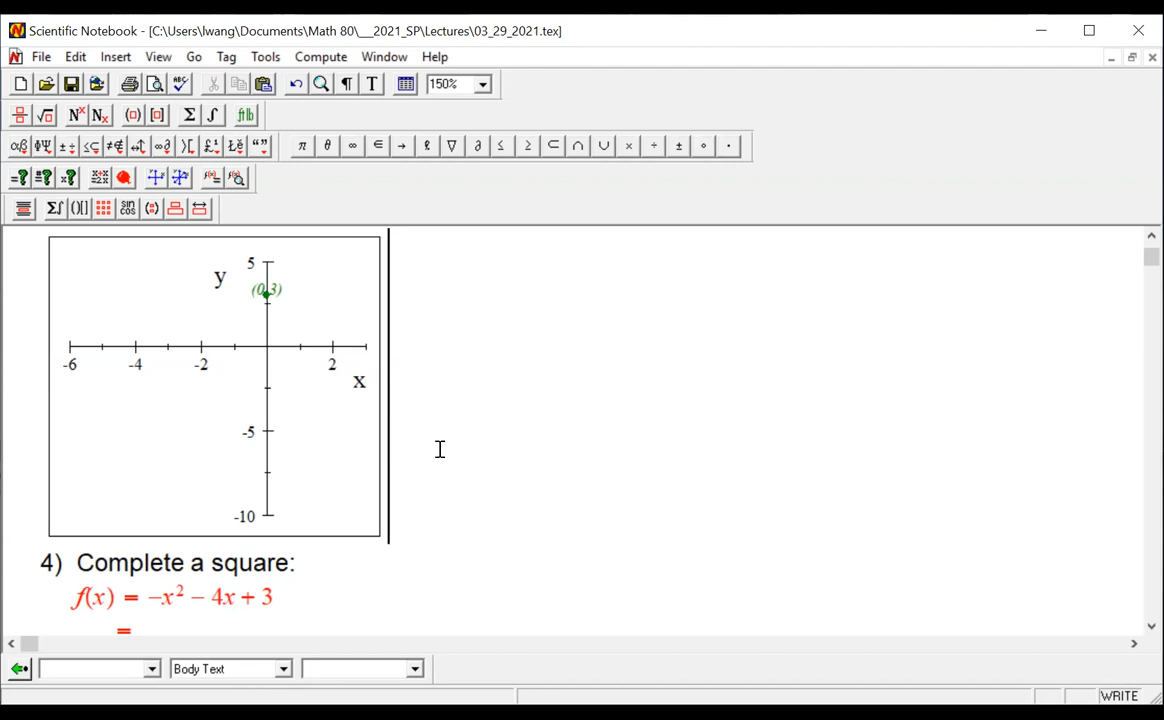 Scientific Notebook - [C:\Users\lwang\Documents\Math 80\__2021_SP\Lectures\03_29_2021.tex]
File Edit Insert View Go Tag Tools Compute Window Help
150%
y
5
(0,3)
-6 -4 -2 2
x
-5
-10
4) Complete a square:
f(x) = −x² − 4x + 3
=
Body Text
WRITE